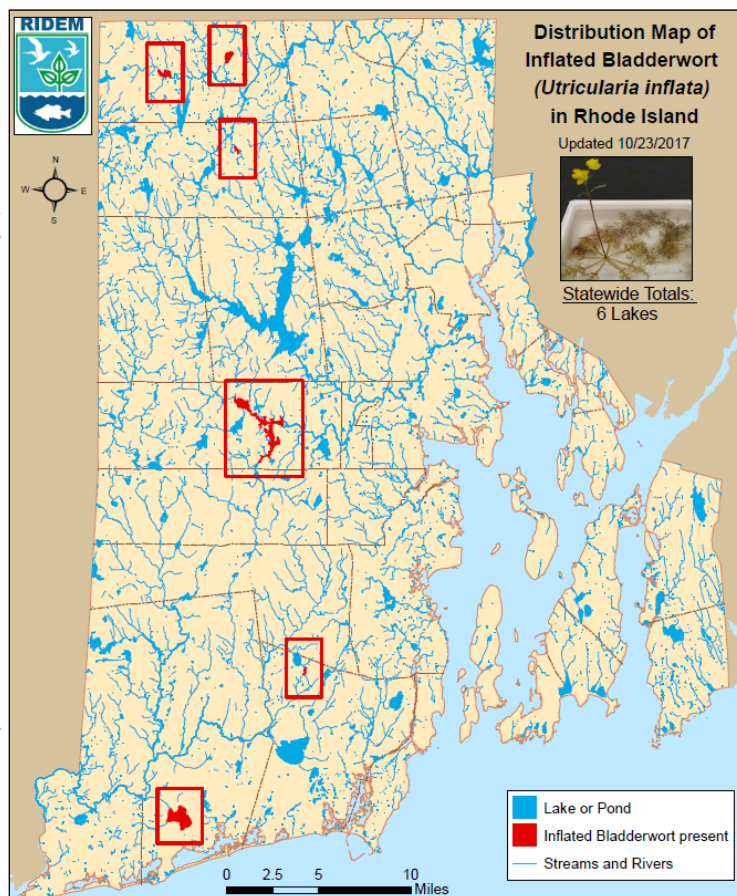 RIDEM
Distribution Map of
Inflated Bladderwort
(Utricularia inflata)
in Rhode Island
Updated 10/23/2017
N
W
E
S
Statewide Totals:
6 Lakes
Lake or Pond
Inflated Bladderwort present
Streams and Rivers
0 2.5 5 10
Miles